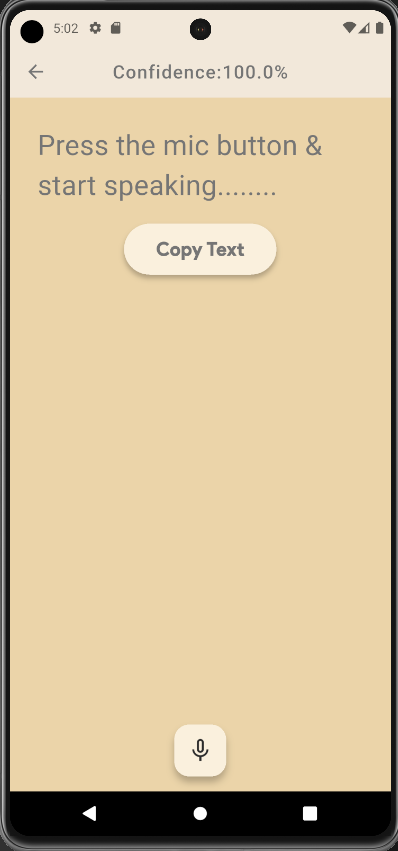 5:02
Confidence:100.0%
Press the mic button &
start speaking........
Copy Text